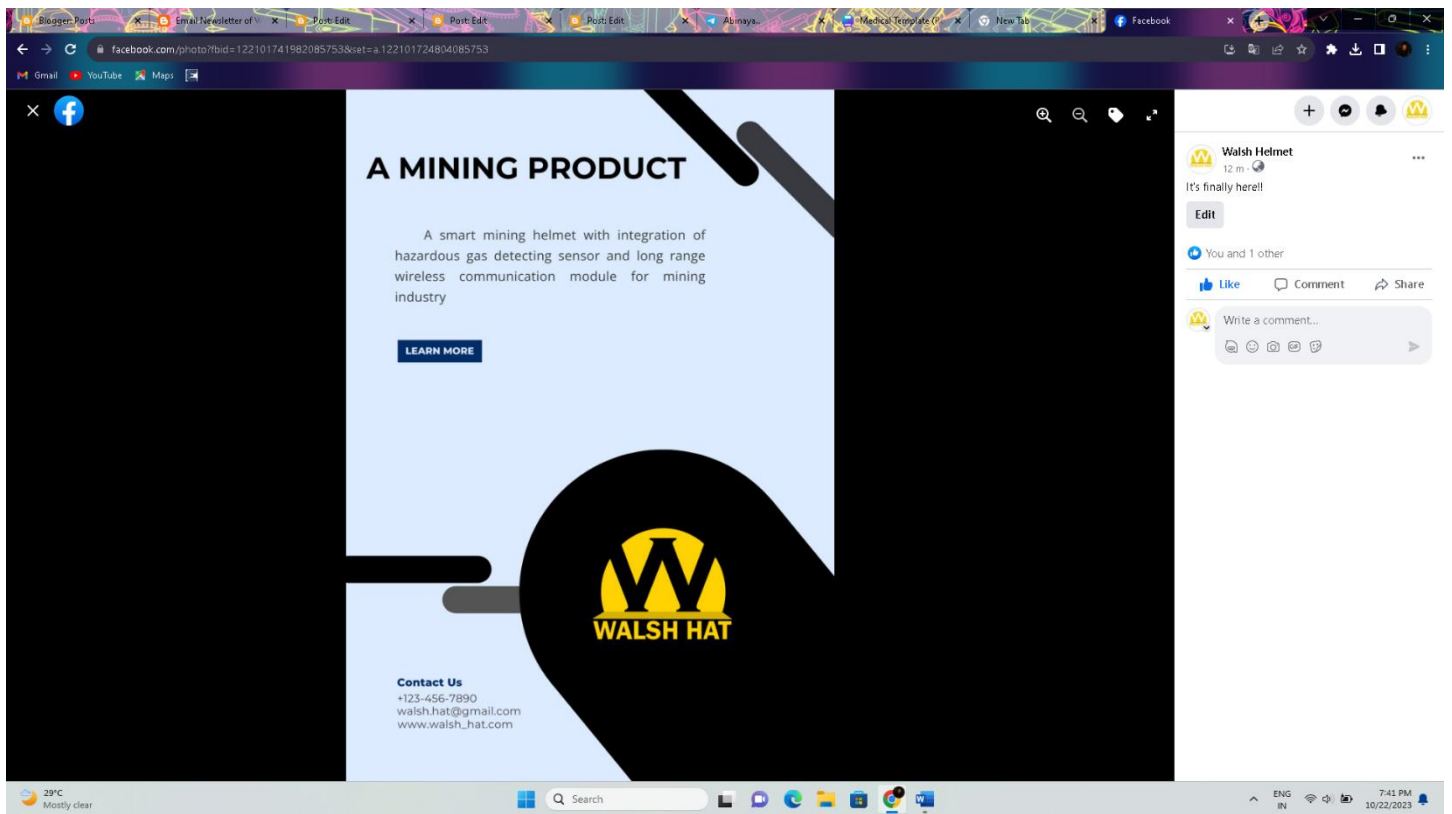 Blogger: Posts
Email Newsletter of
Post: Edit
Post: Edit
Post: Edit
Abinaya..
Medical Template (P
New Tab
Facebook
facebook.com/photo?fbid=122101741982085753&set=a.122101724804085753
Gmail
YouTube
Maps
A MINING PRODUCT
A smart mining helmet with integration of
hazardous gas detecting sensor and long range
wireless communication module for mining
industry
LEARN MORE
W
WALSH HAT
Contact Us
+123-456-7890
walsh.hat@gmail.com
www.walsh_hat.com
Walsh Helmet
12 m ·
It's finally here!!
Edit
You and 1 other
Like Comment Share
Write a comment...
GIF
29°C
Mostly clear
Search
ENG
IN
7:41 PM
10/22/2023